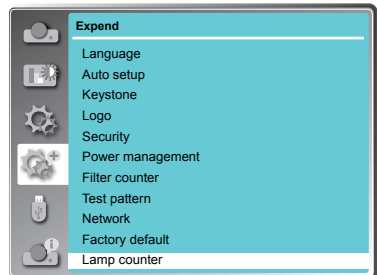 Expend
Language
Auto setup
Keystone
Logo
Security
Power management
Filter counter
Test pattern
Network
Factory default
Lamp counter